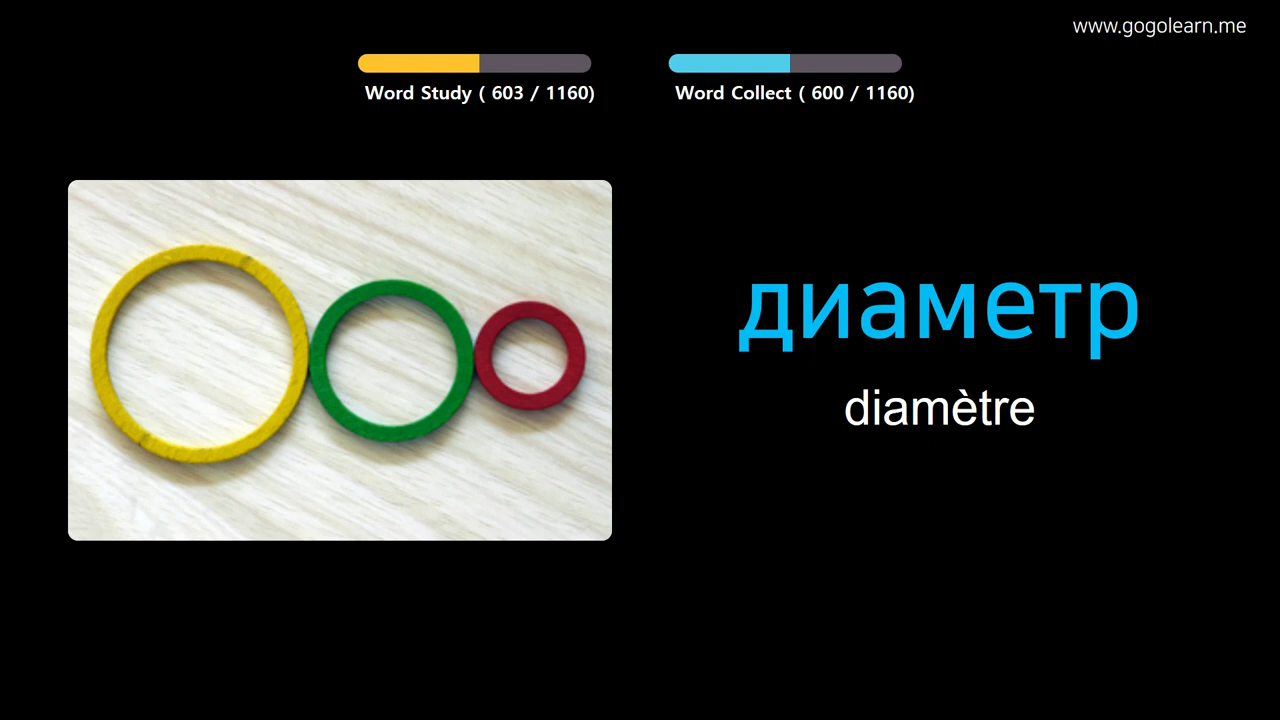 www.gogolearn.me
Word Study ( 603 / 1160)
Word Collect ( 600 / 1160)
диаметр
diamètre